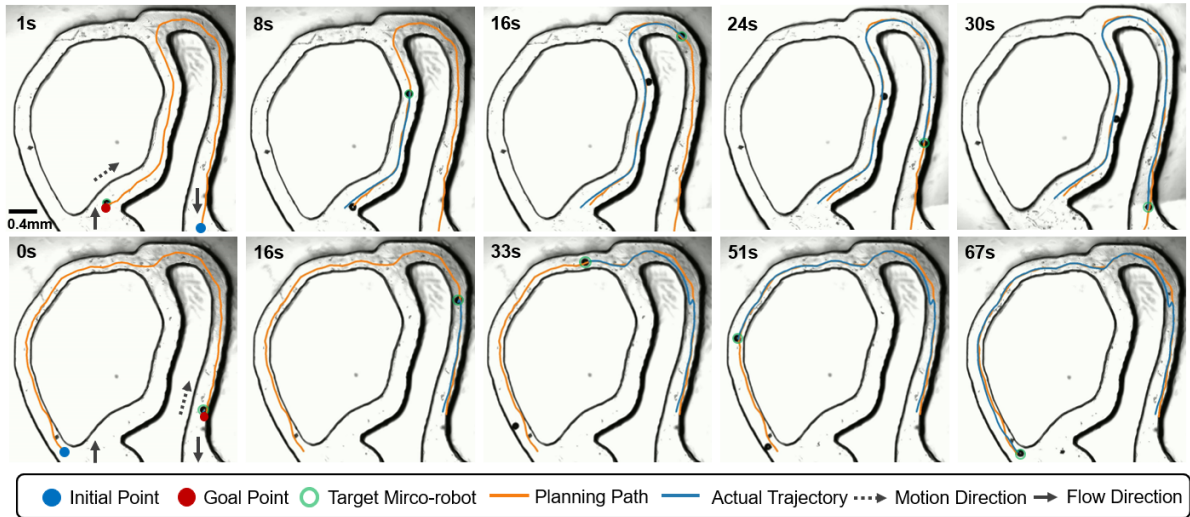 1s
8s
16s
24s
30s
0.4mm
0s
16s
33s
51s
67s
Initial Point Goal Point Target Mirco-robot Planning Path Actual Trajectory Motion Direction Flow Direction